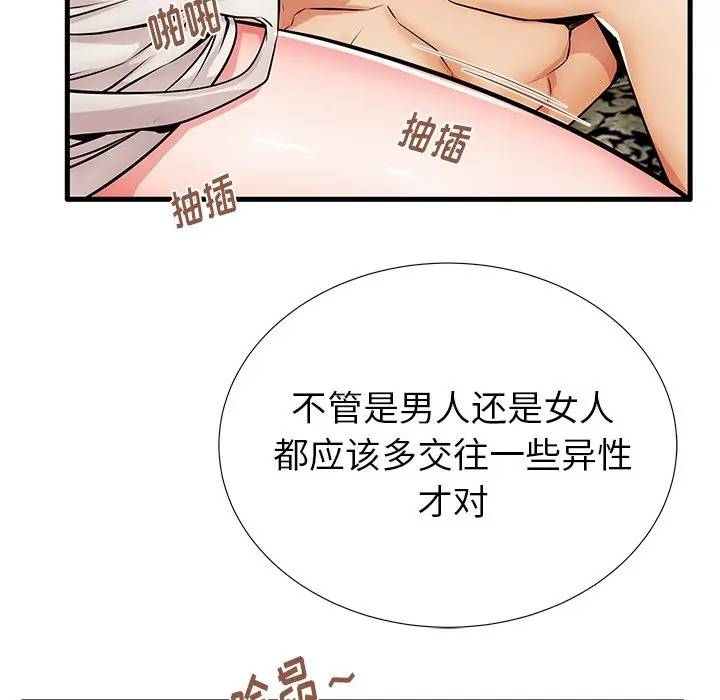 啪啪
抽插
抽插
不管是男人还是女人
都应该多交往一些异性
才对